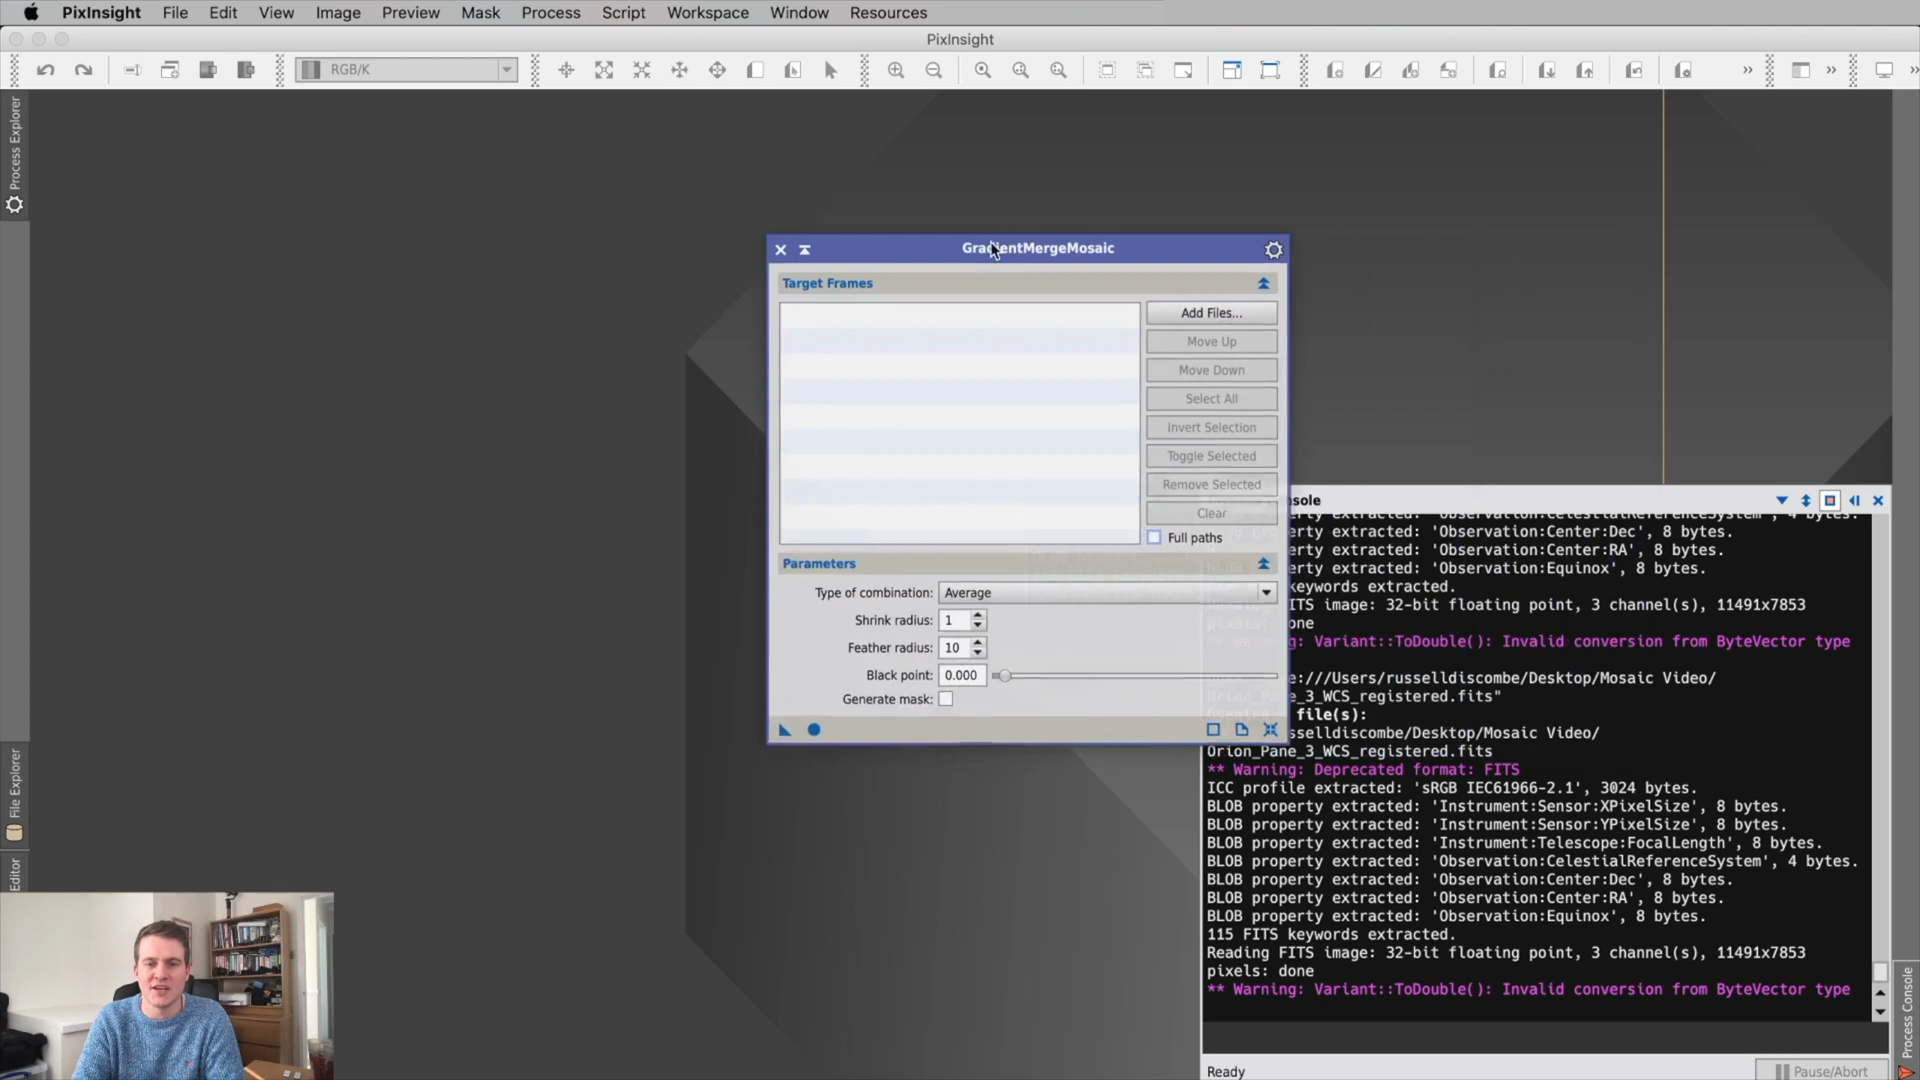 PixInsight File Edit View Image Preview Mask Process Script Workspace Window Resources
PixInsight
RGB/K
Process Explorer
File Explorer
Editor
GradientMergeMosaic
Target Frames
Add Files...
Move Up
Move Down
Select All
Invert Selection
Toggle Selected
Remove Selected
Clear
Full paths
Parameters
Type of combination: Average
Shrink radius: 1
Feather radius: 10
Black point: 0.000
Generate mask:
sole
erty extracted: 'Observation:CelestialReferenceSystem', 4 bytes.
erty extracted: 'Observation:Center:Dec', 8 bytes.
erty extracted: 'Observation:Center:RA', 8 bytes.
erty extracted: 'Observation:Equinox', 8 bytes.
keywords extracted.
ITS image: 32-bit floating point, 3 channel(s), 11491x7853
one
g: Variant::ToDouble(): Invalid conversion from ByteVector type
e:///Users/russelldiscombe/Desktop/Mosaic Video/
Orion_Pane_3_WCS_registered.fits"
file(s):
sselldiscombe/Desktop/Mosaic Video/
Orion_Pane_3_WCS_registered.fits
** Warning: Deprecated format: FITS
ICC profile extracted: 'sRGB IEC61966-2.1', 3024 bytes.
BLOB property extracted: 'Instrument:Sensor:XPixelSize', 8 bytes.
BLOB property extracted: 'Instrument:Sensor:YPixelSize', 8 bytes.
BLOB property extracted: 'Instrument:Telescope:FocalLength', 8 bytes.
BLOB property extracted: 'Observation:CelestialReferenceSystem', 4 bytes.
BLOB property extracted: 'Observation:Center:Dec', 8 bytes.
BLOB property extracted: 'Observation:Center:RA', 8 bytes.
BLOB property extracted: 'Observation:Equinox', 8 bytes.
115 FITS keywords extracted.
Reading FITS image: 32-bit floating point, 3 channel(s), 11491x7853
pixels: done
** Warning: Variant::ToDouble(): Invalid conversion from ByteVector type
Ready
Pause/Abort
Process Console